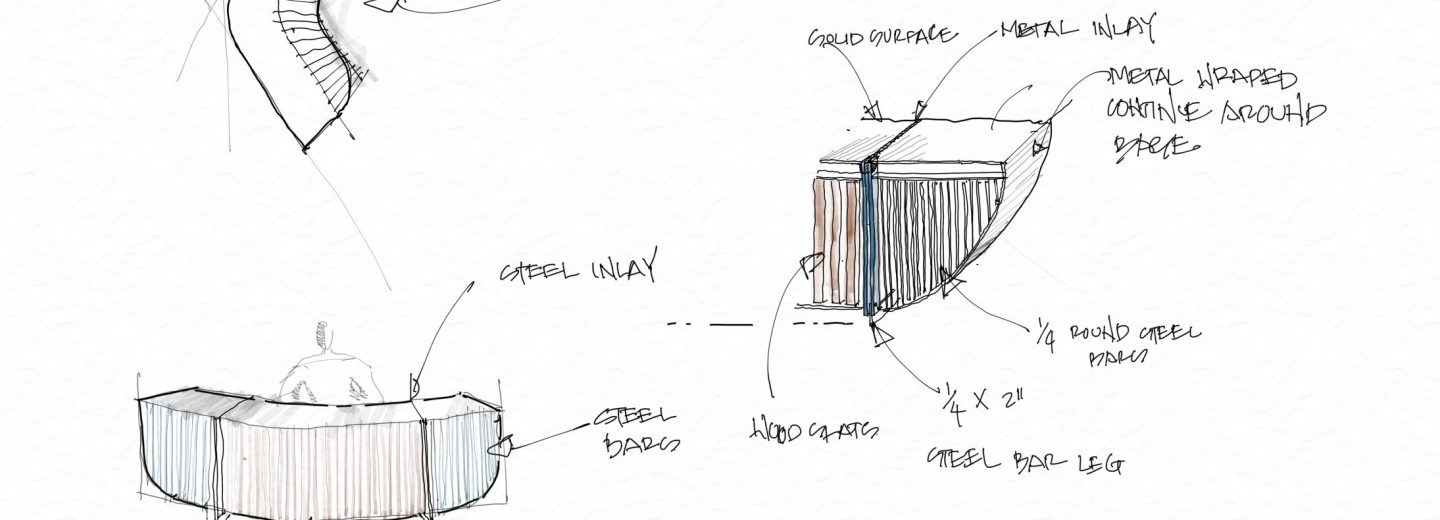 SOLID SURFACE
METAL INLAY
METAL WRAPED
CONTINUE AROUND
BASE.
STEEL INLAY
1/4 ROUND STEEL
BARS
STEEL
BARS
WOOD SLATS
1/4 X 2"
STEEL BAR LEG